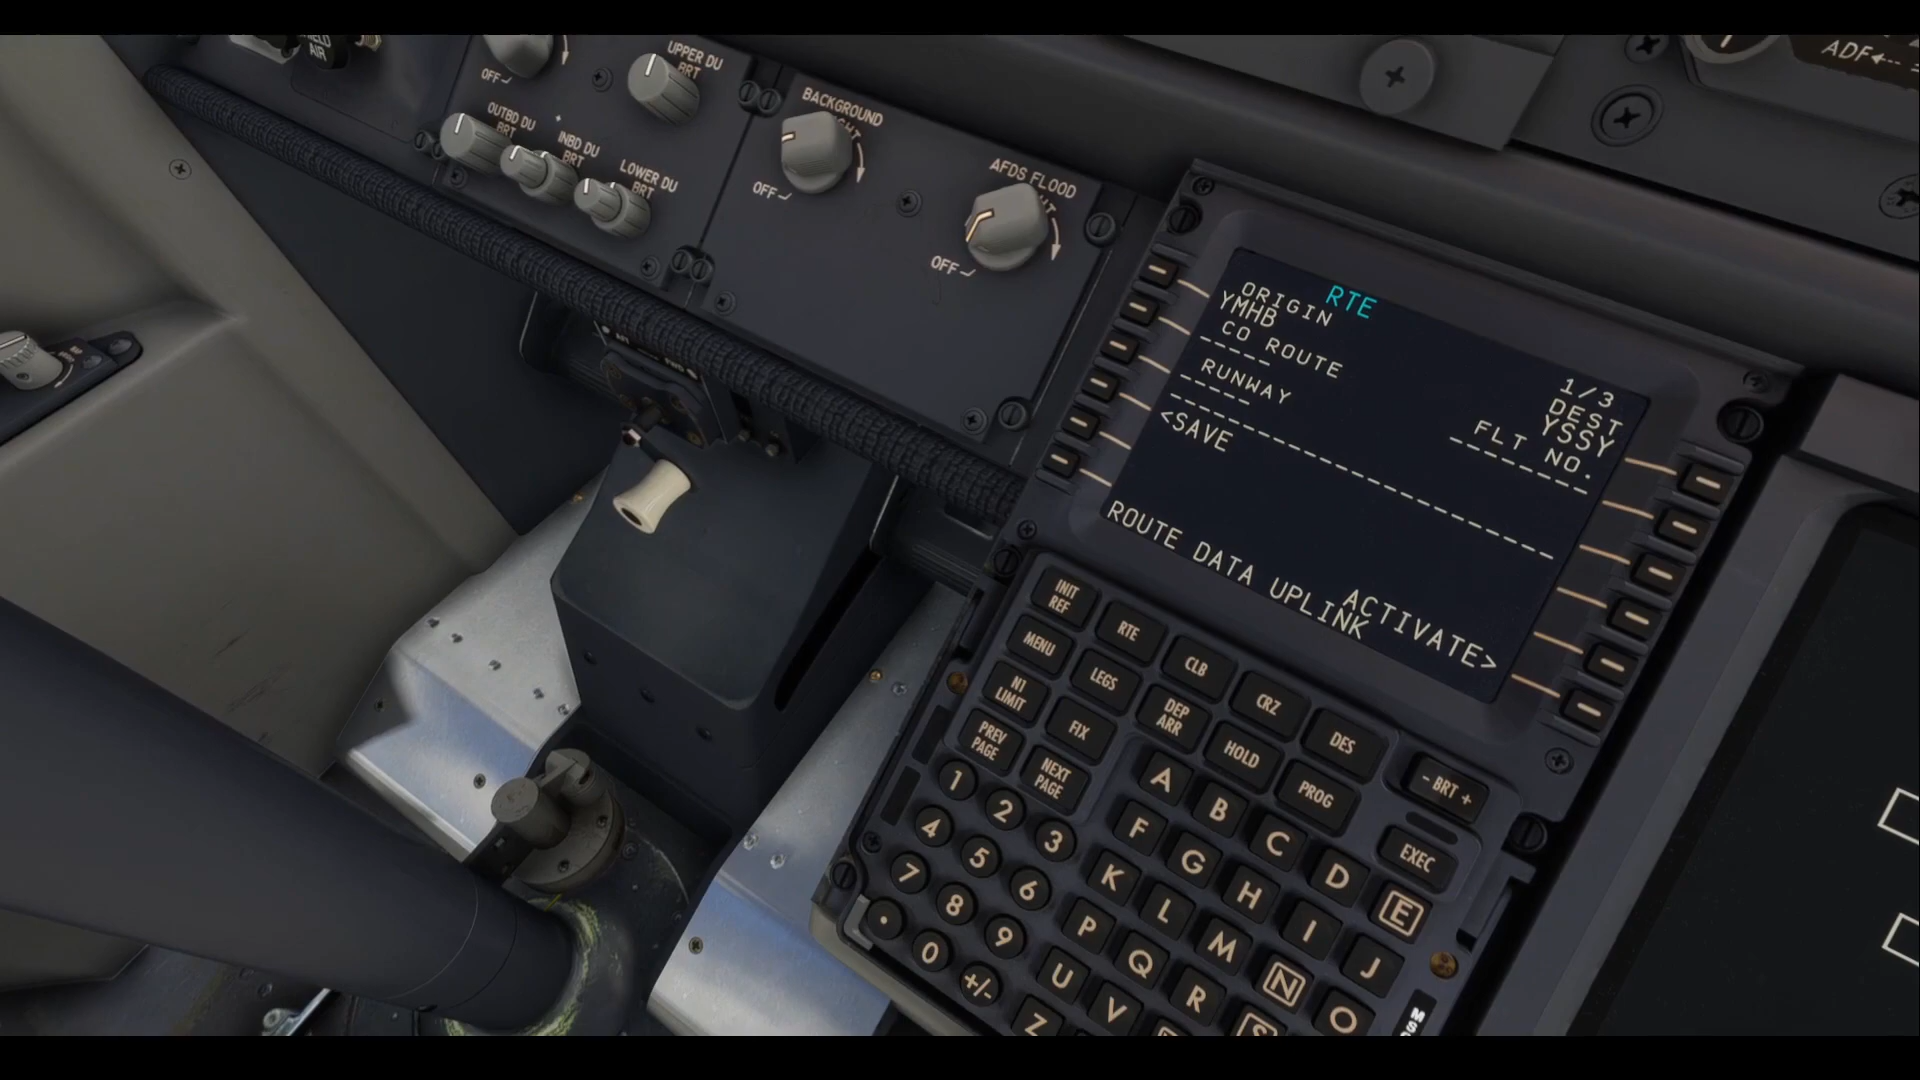 FIELD
AIR
OFF
UPPER DU
BRT
OUTBD DU
BRT
INBD DU
BRT
LOWER DU
BRT
BACKGROUND
OFF
AFDS FLOOD
OFF
ADF
RTE
1/3
ORIGIN
YMHB
DEST
YSSY
CO ROUTE
-----
FLT NO.
--------
RUNWAY
-----
------------------------
<SAVE
ACTIVATE>
ROUTE DATA UPLINK
INIT
REF
RTE
CLB
CRZ
DES
MENU
LEGS
DEP
ARR
HOLD
PROG
- BRT +
N1
LIMIT
FIX
EXEC
PREV
PAGE
NEXT
PAGE
A
B
C
D
E
1
2
3
F
G
H
I
J
4
5
6
K
L
M
N
O
7
8
9
P
Q
R
S
.
0
+/-
U
V
Z